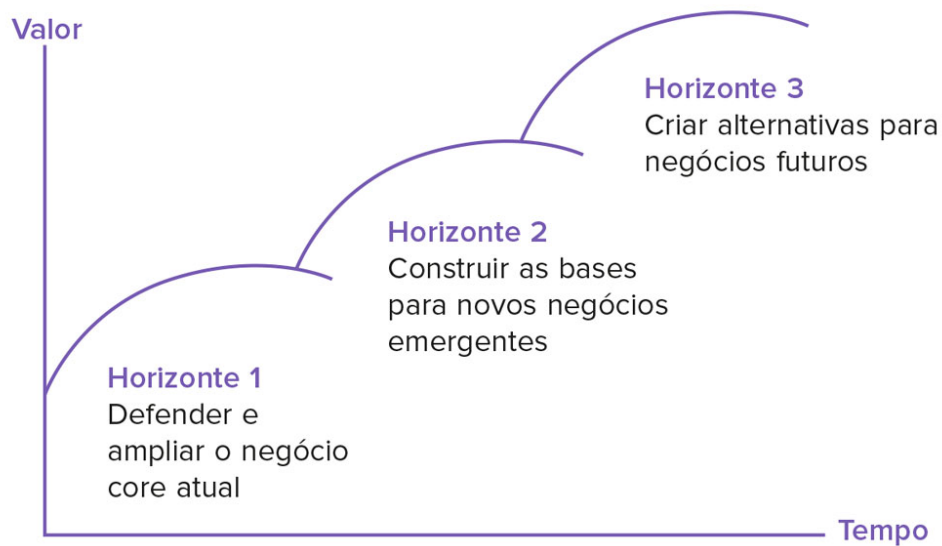 Valor
Horizonte 3
Criar alternativas para
negócios futuros
Horizonte 2
Construir as bases
para novos negócios
emergentes
Horizonte 1
Defender e
ampliar o negócio
core atual
Tempo